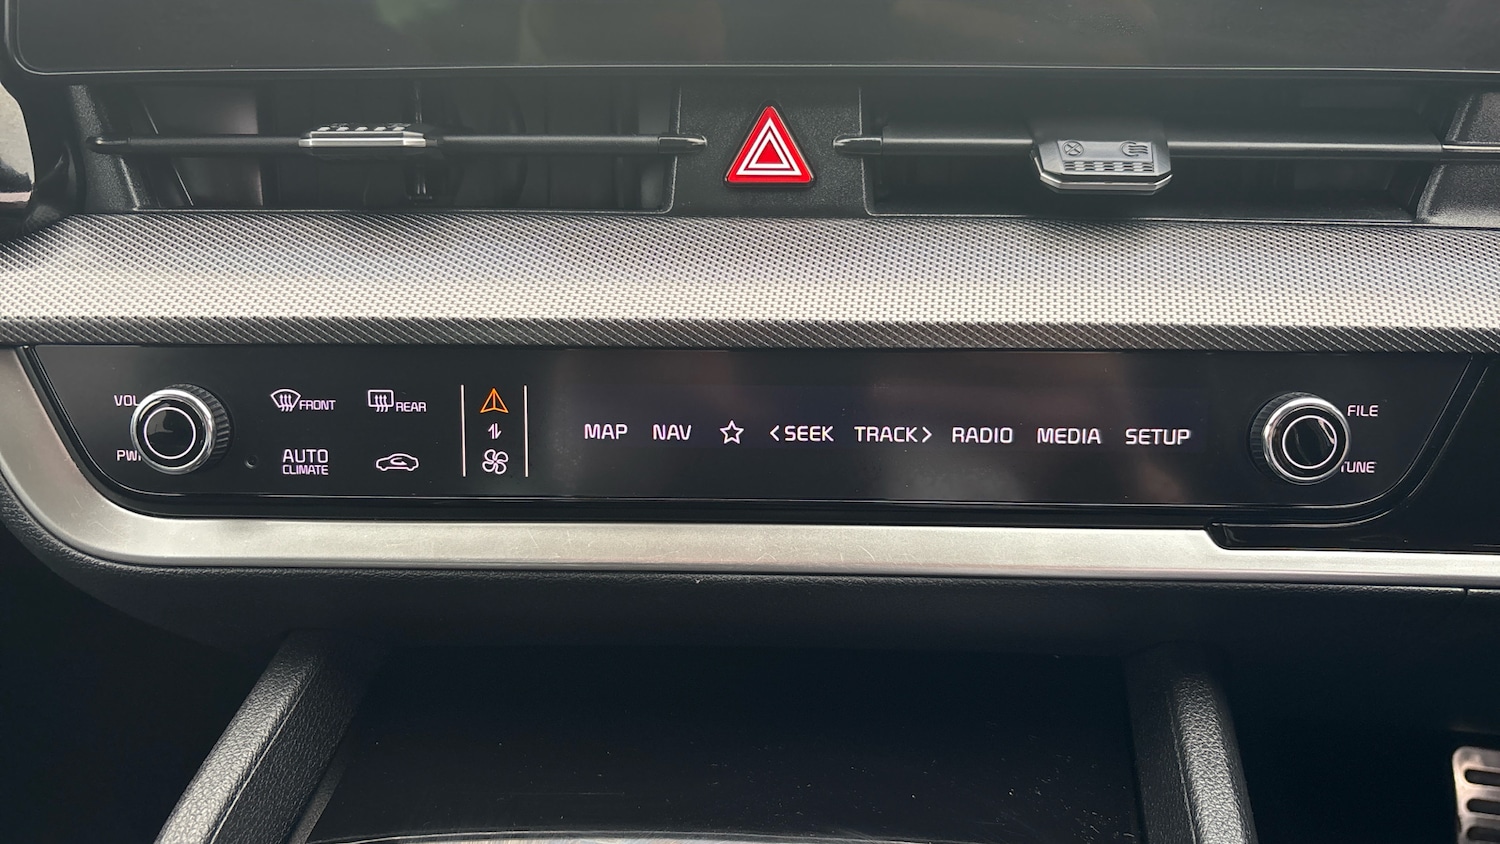 VOL
FRONT
REAR
PWR
AUTO
CLIMATE
MAP NAV <SEEK TRACK> RADIO MEDIA SETUP
FILE
TUNE